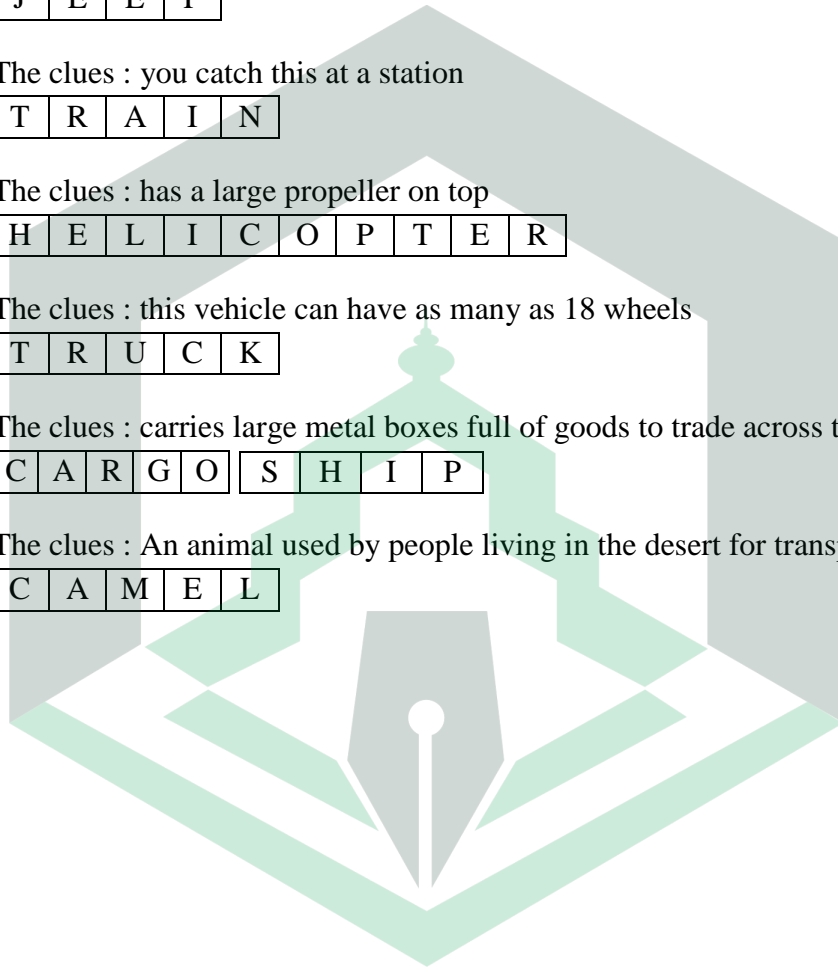 J E E P
The clues : you catch this at a station
T R A I N
The clues : has a large propeller on top
H E L I C O P T E R
The clues : this vehicle can have as many as 18 wheels
T R U C K
The clues : carries large metal boxes full of goods to trade across
C A R G O S H I P
The clues : An animal used by people living in the desert for
C A M E L